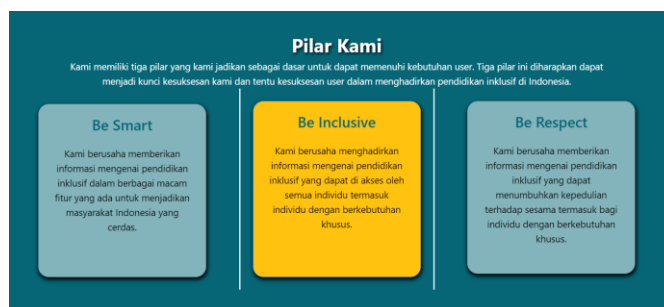 Pilar Kami
Kami memiliki tiga pilar yang kami jadikan sebagai dasar untuk dapat memenuhi kebutuhan user. Tiga pilar ini diharapkan dapat
menjadi kunci kesuksesan kami dan tentu kesuksesan user dalam menghadirkan pendidikan inklusif di Indonesia.
Be Smart
Kami berusaha memberikan
informasi mengenai pendidikan
inklusif dalam berbagai macam
fitur yang ada untuk menjadikan
masyarakat Indonesia yang
cerdas.
Be Inclusive
Kami berusaha menghadirkan
informasi mengenai pendidikan
inklusif yang dapat di akses oleh
semua individu termasuk
individu dengan berkebutuhan
khusus.
Be Respect
Kami berusaha memberikan
informasi mengenai pendidikan
inklusif yang dapat
menumbuhkan kepedulian
terhadap sesama termasuk bagi
individu dengan berkebutuhan
khusus.